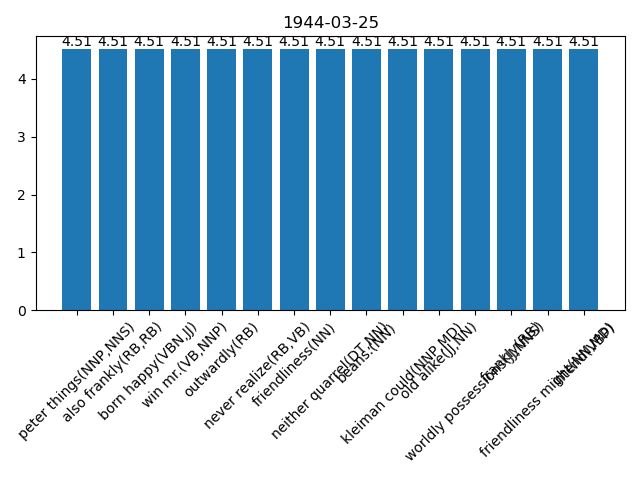 1944-03-25
4.51 4.51 4.51 4.51 4.51 4.51 4.51 4.51 4.51 4.51 4.51 4.51 4.51 4.51 4.51
4
3
2
1
0
peter things(NNP,NNS)
also frankly(RB,RB)
born happy(VBN,JJ)
win mr.(VB,NNP)
outwardly(RB)
never realize(RB,VB)
friendliness(NN)
neither quarrel(DT,NN)
beans.(NN)
kleiman could(NNP,MD)
old alike(JJ,NN)
worldly possessions(JJ,NNS)
frankly(RB)
friendliness might(NN,MD)